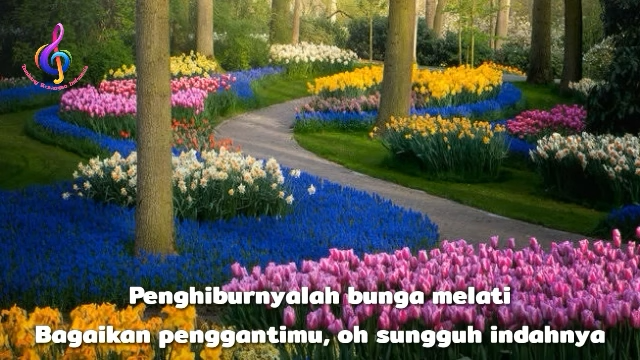 Penghiburnyalah bunga melati
Bagaikan penggantimu, oh sungguh indahnya